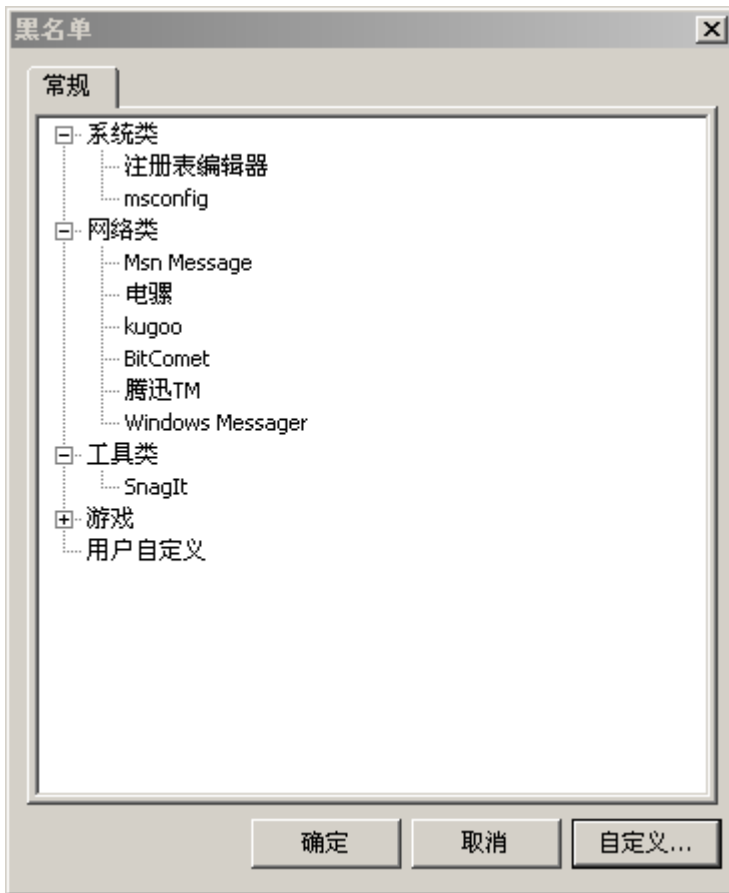 黑名单
常规
系统类
注册表编辑器
msconfig
网络类
Msn Message
电骡
kugoo
BitComet
腾迅TM
Windows Messager
工具类
SnagIt
游戏
用户自定义
确定 取消 自定义...